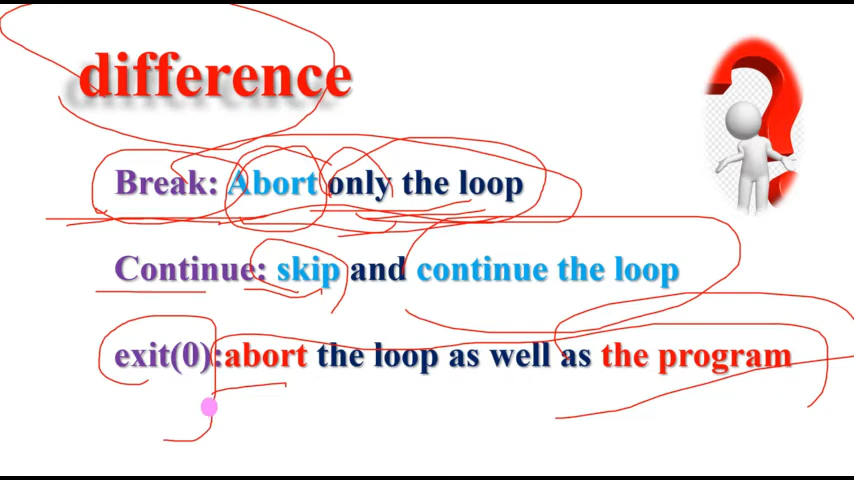 difference
Break: Abort only the loop
Continue: skip and continue the loop
exit(0):abort the loop as well as the program